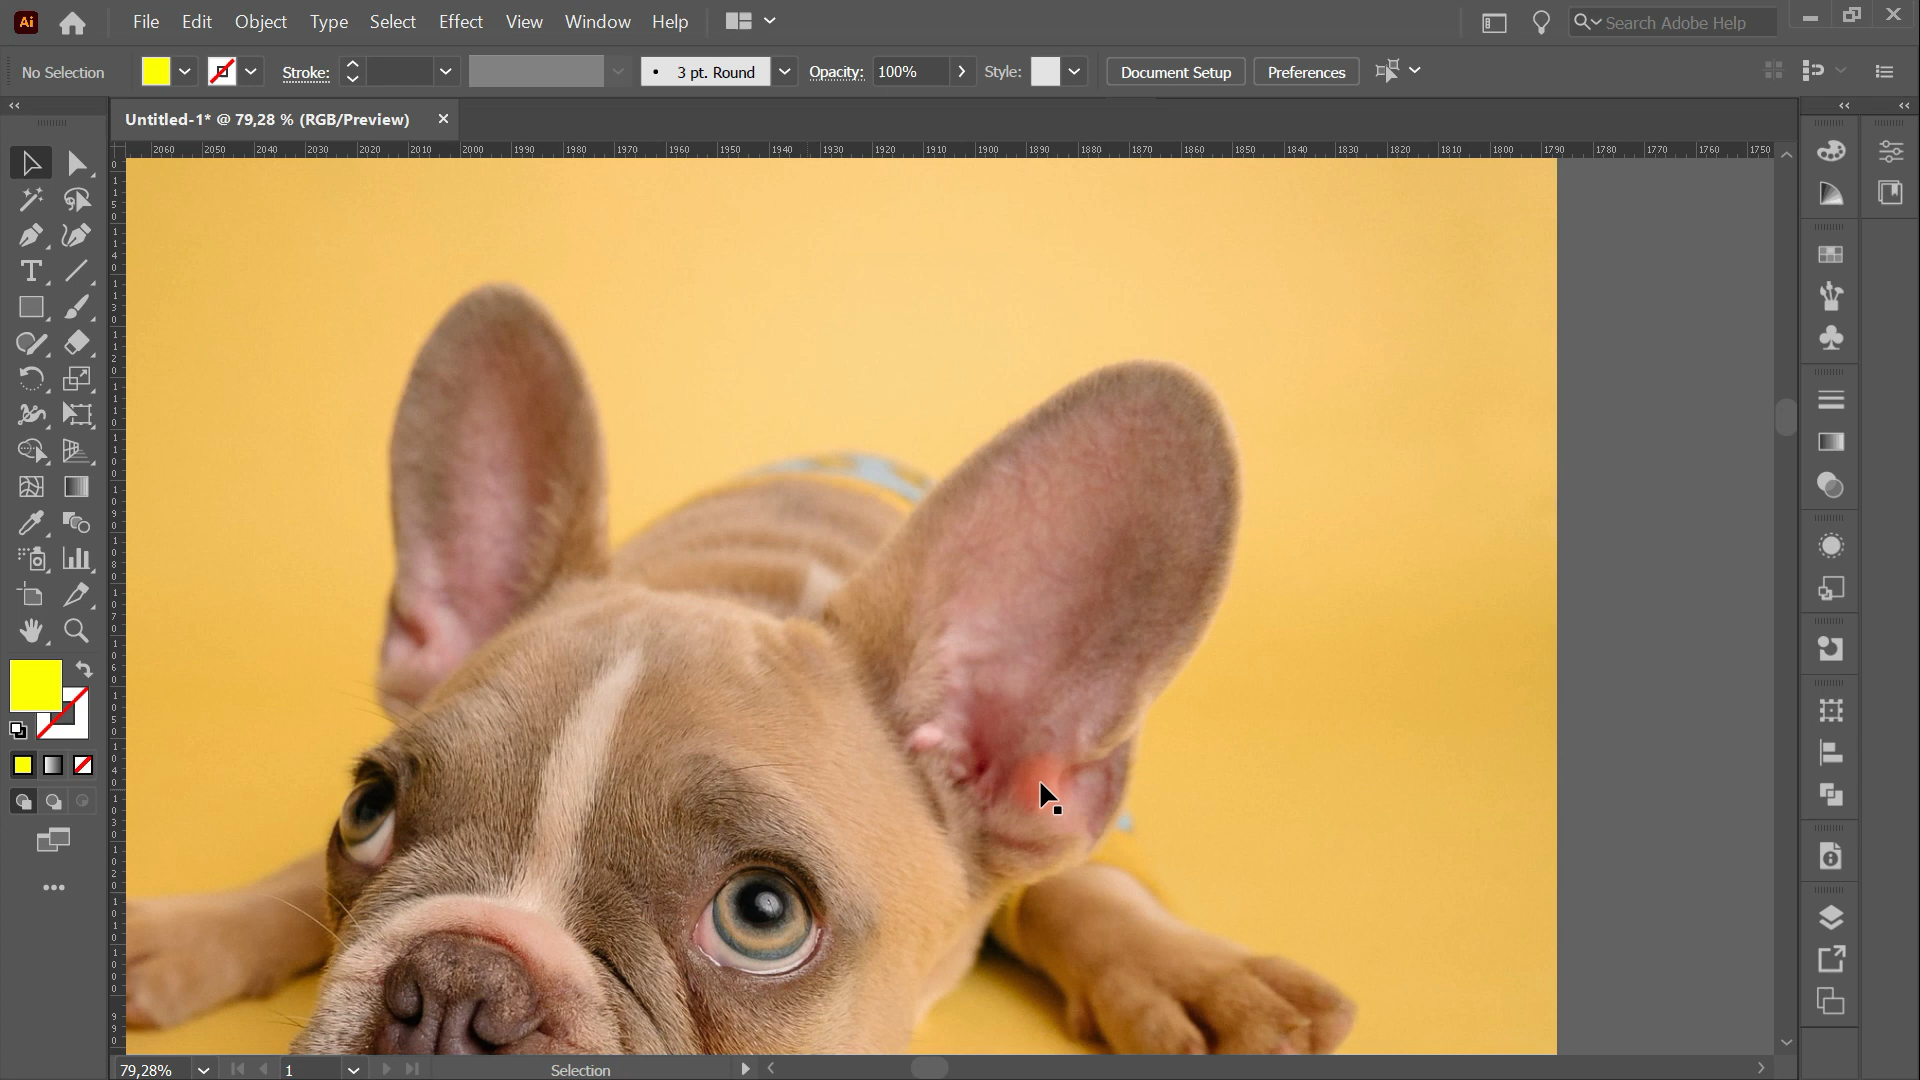 Ai File Edit Object Type Select Effect View Window Help Search Adobe Help
No Selection Stroke: 3 pt. Round Opacity: 100% Style: Document Setup Preferences
Untitled-1* @ 79,28 % (RGB/Preview)
2060 2050 2040 2030 2020 2010 2000 1990 1980 1970 1960 1950 1940 1930 1920 1910 1900 1890 1880 1870 1860 1850 1840 1830 1820 1810 1800 1790 1780 1770 1760 1750
79,28% 1 Selection